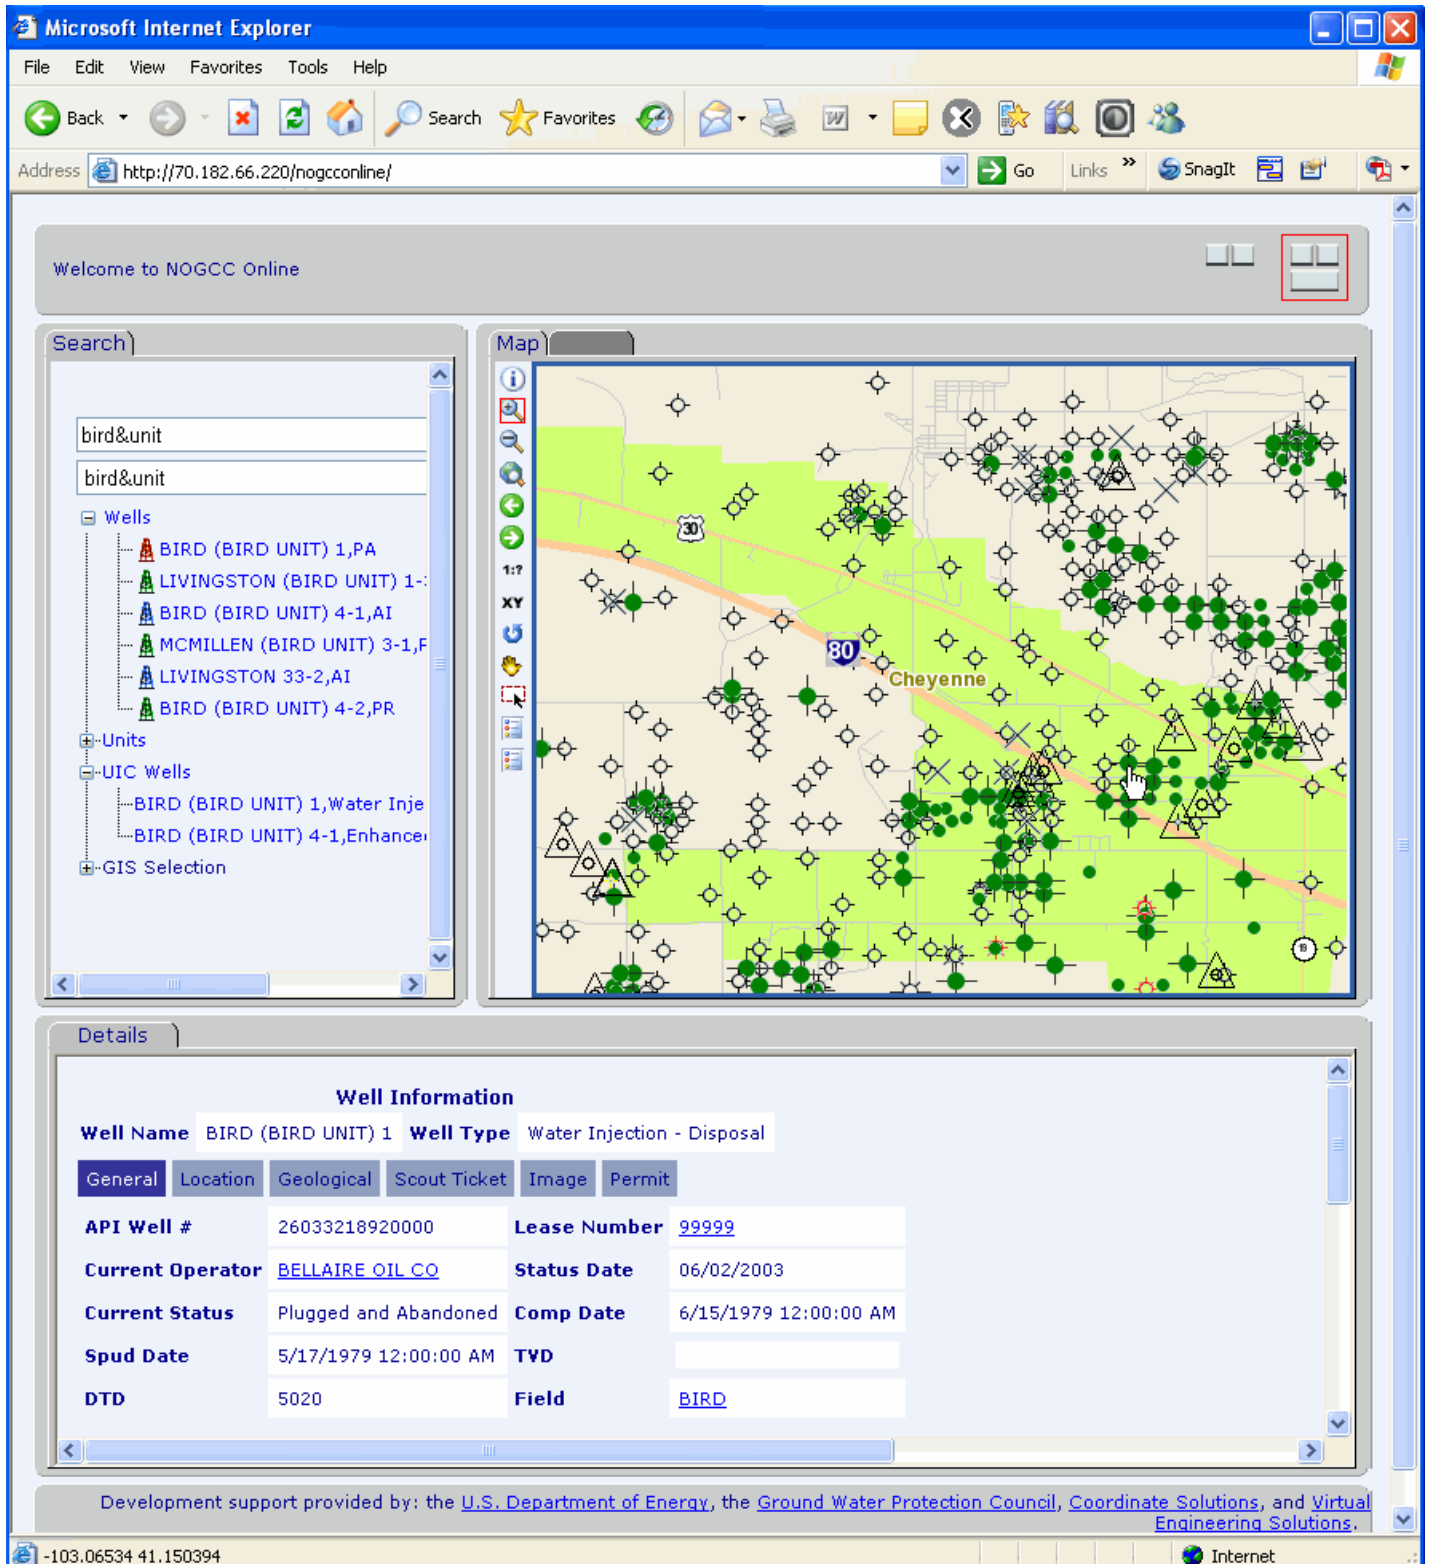 Microsoft Internet Explorer
File Edit View Favorites Tools Help
Back Search Favorites W
Address http://70.182.66.220/nogcconline/ Go Links » SnagIt
Welcome to NOGCC Online
Search
bird&unit
bird&unit
Wells
BIRD (BIRD UNIT) 1,PA
LIVINGSTON (BIRD UNIT) 1-
BIRD (BIRD UNIT) 4-1,AI
MCMILLEN (BIRD UNIT) 3-1,
LIVINGSTON 33-2,AI
BIRD (BIRD UNIT) 4-2,PR
Units
UIC Wells
BIRD (BIRD UNIT) 1,Water Inje
BIRD (BIRD UNIT) 4-1,Enhance
GIS Selection
Map
1:?
XY
30
80
Cheyenne
19
Details
Well Information
Well Name BIRD (BIRD UNIT) 1 Well Type Water Injection - Disposal
General Location Geological Scout Ticket Image Permit
API Well # 26033218920000 Lease Number 99999
Current Operator BELLAIRE OIL CO Status Date 06/02/2003
Current Status Plugged and Abandoned Comp Date 6/15/1979 12:00:00 AM
Spud Date 5/17/1979 12:00:00 AM TVD
DTD 5020 Field BIRD
Development support provided by: the U.S. Department of Energy, the Ground Water Protection Council, Coordinate Solutions, and Virtual
Engineering Solutions.
-103.06534 41.150394 Internet